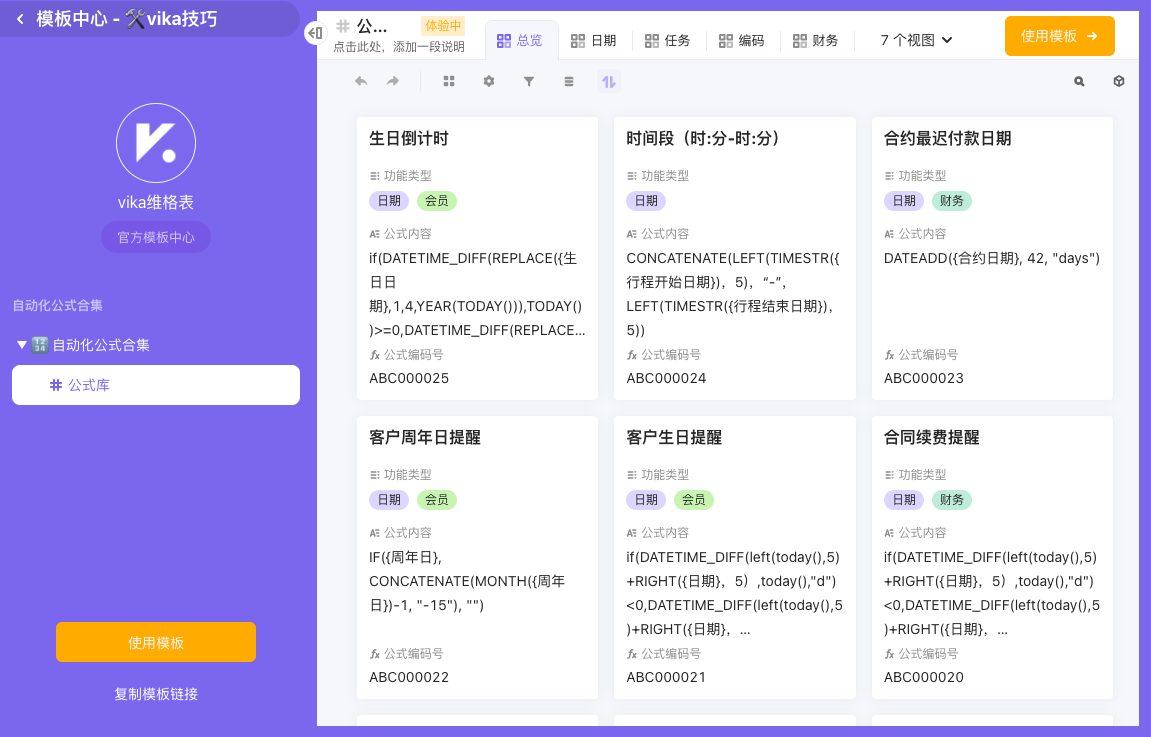 模板中心 - 🛠️vika技巧
vika维格表
官方模板中心
自动化公式合集
自动化公式合集
公式库
使用模板
复制模板链接
公...
体验中
点击此处，添加一段说明
总览
日期
任务
编码
财务
7 个视图
使用模板
生日倒计时
功能类型
日期 会员
公式内容
if(DATETIME_DIFF(REPLACE({生
日日
期},1,4,YEAR(TODAY())),TODAY()
)>=0,DATETIME_DIFF(REPLACE...
公式编码号
ABC000025
时间段（时:分-时:分）
功能类型
日期
公式内容
CONCATENATE(LEFT(TIMESTR({
行程开始日期})，5)，“-”，
LEFT(TIMESTR({行程结束日期})，
5))
公式编码号
ABC000024
合约最迟付款日期
功能类型
日期 财务
公式内容
DATEADD({合约日期}, 42, "days")
公式编码号
ABC000023
客户周年日提醒
功能类型
日期 会员
公式内容
IF({周年日},
CONCATENATE(MONTH({周年
日})-1, "-15"), "")
公式编码号
ABC000022
客户生日提醒
功能类型
日期 会员
公式内容
if(DATETIME_DIFF(left(today(),5)
+RIGHT({日期}，5）,today(),"d")
<0,DATETIME_DIFF(left(today(),5
)+RIGHT({日期}，...
公式编码号
ABC000021
合同续费提醒
功能类型
日期 财务
公式内容
if(DATETIME_DIFF(left(today(),5)
+RIGHT({日期}，5）,today(),"d")
<0,DATETIME_DIFF(left(today(),5
)+RIGHT({日期}，...
公式编码号
ABC000020